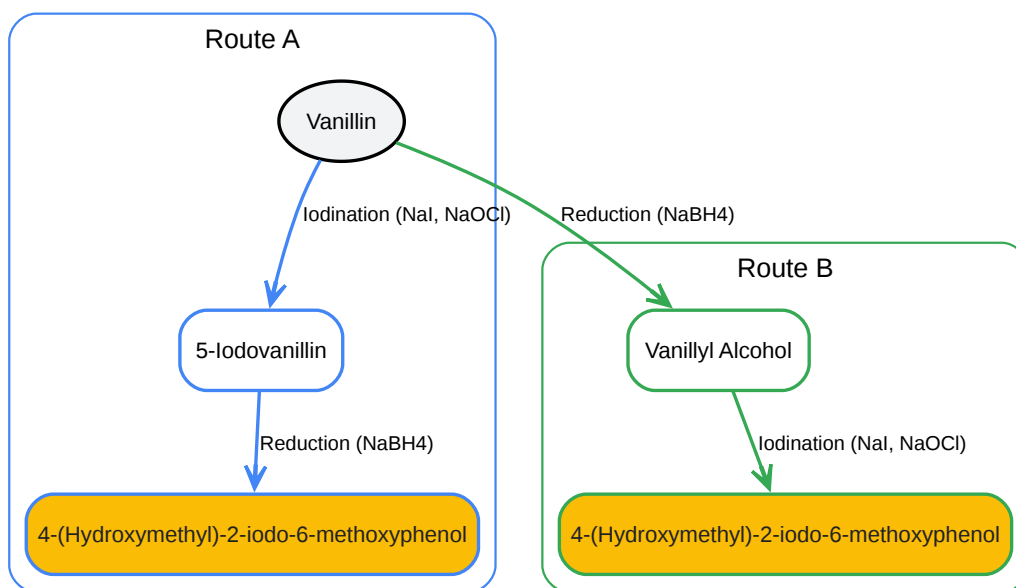 Route A
Vanillin
Iodination (NaI, NaOCl)
Reduction (NaBH4)
Route B
5-Iodovanillin
Vanillyl Alcohol
Reduction (NaBH4)
Iodination (NaI, NaOCl)
4-(Hydroxymethyl)-2-iodo-6-methoxyphenol
4-(Hydroxymethyl)-2-iodo-6-methoxyphenol